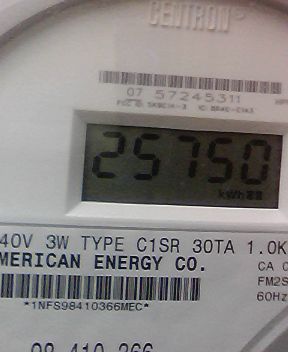 CENTRON
07 57245311
25750
kWh
40V 3W TYPE C1SR 30TA 1.0K
MERICAN ENERGY CO.
CA 0
FM2S
60Hz
*1NFS98410366MEC*
98 410 366